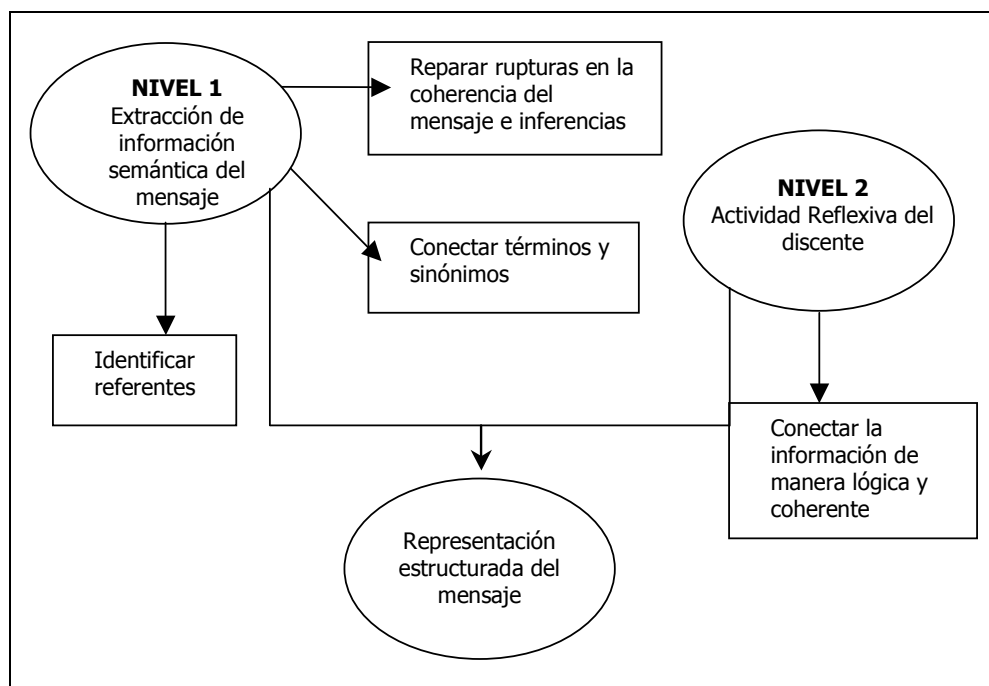 NIVEL 1
Extracción de
información
semántica del
mensaje
Reparar rupturas en la
coherencia del
mensaje e inferencias
Conectar términos y
sinónimos
Identificar
referentes
NIVEL 2
Actividad Reflexiva del
discente
Conectar la
información de
manera lógica y
coherente
Representación
estructurada del
mensaje